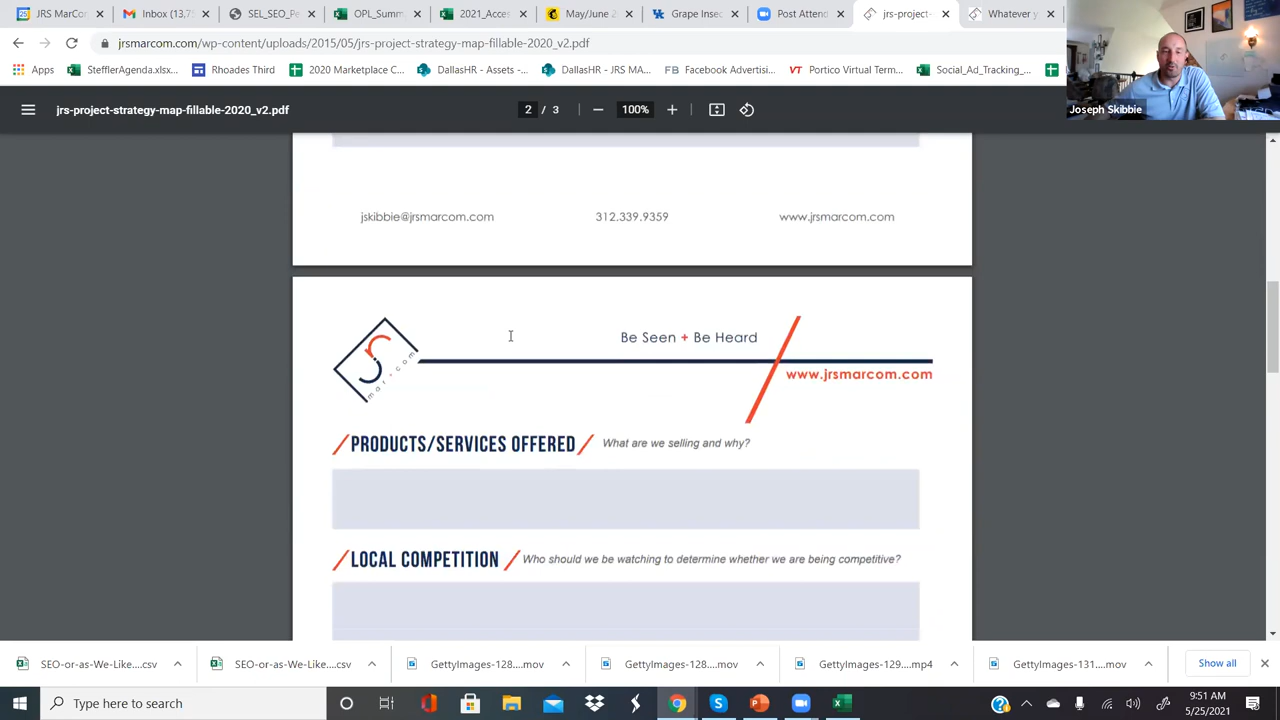 JRS MarCor
Inbox (13.7
SEL_SEO_Pe
OPL_Summ
2021_Acces
May/June 2
Grape Inse
Post Attend
jrs-project-
Whatever y
jrsmarcom.com/wp-content/uploads/2015/05/jrs-project-strategy-map-fillable-2020_v2.pdf
Apps
StefflerAgenda.xlsx...
Rhoades Third
2020 Marketplace C...
DallasHR - Assets -...
DallasHR - JRS MA...
FB Facebook Advertisi...
VT Portico Virtual Term...
Social_Ad_Tracking_...
Joseph Skibbie
jrs-project-strategy-map-fillable-2020_v2.pdf
2 / 3
100%
jskibbie@jrsmarcom.com 312.339.9359 www.jrsmarcom.com
jr
mar+com
Be Seen + Be Heard
www.jrsmarcom.com
/PRODUCTS/SERVICES OFFERED/ What are we selling and why?
/LOCAL COMPETITION / Who should we be watching to determine whether we are being competitive?
SEO-or-as-We-Like....csv
SEO-or-as-We-Like....csv
GettyImages-128....mov
GettyImages-128....mov
GettyImages-129....mp4
GettyImages-131....mov
Show all
Type here to search
9:51 AM
5/25/2021